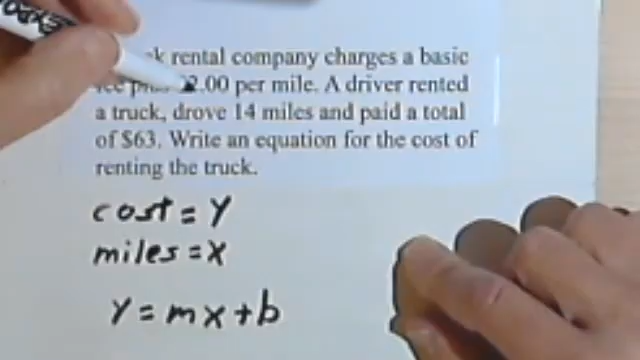 rental company charges a basic
2.00 per mile. A driver rented
a truck, drove 14 miles and paid a total
of $63. Write an equation for the cost of
renting the truck.
cost = y
miles = x
y = mx + b